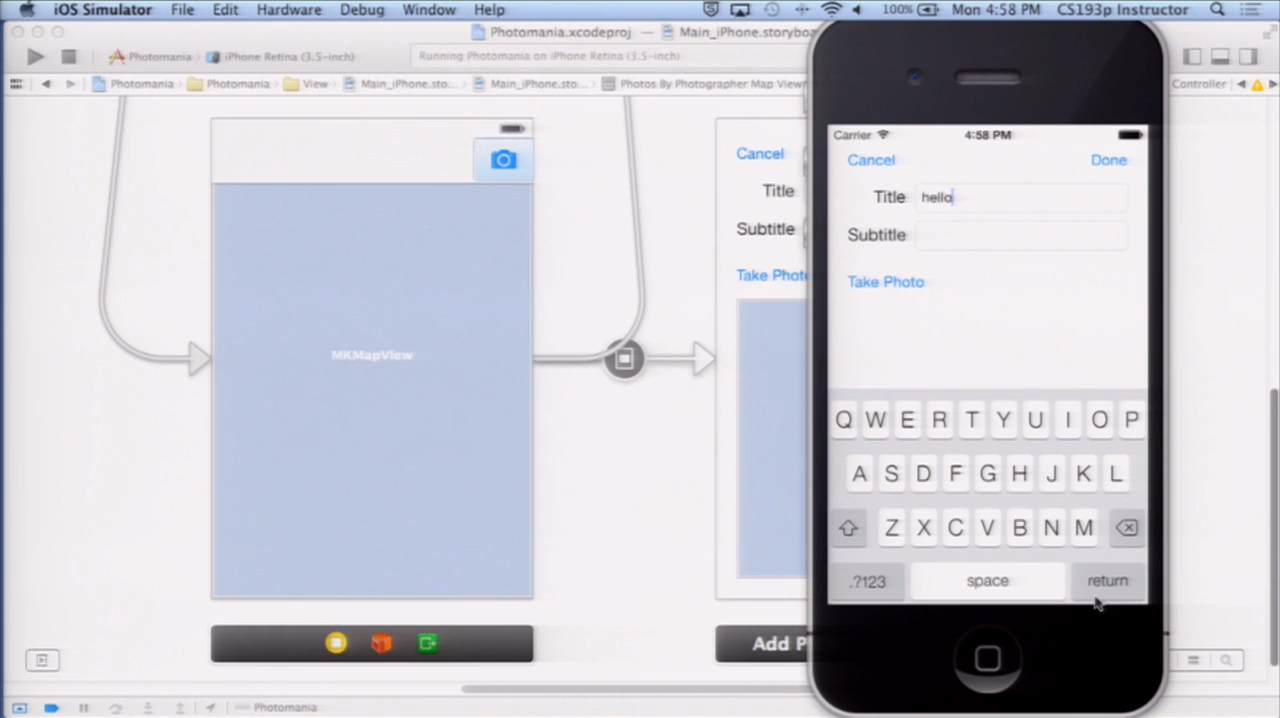 iOS Simulator File Edit Hardware Debug Window Help 100% Mon 4:58 PM CS193p Instructor
Photomania.xcodeproj — Main_iPhone.storyboa
Photomania iPhone Retina (3.5-inch) Running Photomania on iPhone Retina (3.5-inch)
Photomania Photomania View Main_iPhone.sto... Main_iPhone.sto... Photos By Photographer Map View Controller
MKMapView
Cancel
Title
Subtitle
Take Photo
Add P
Carrier 4:58 PM
Cancel Done
Title hello
Subtitle
Take Photo
Q W E R T Y U I O P
A S D F G H J K L
Z X C V B N M
.?123 space return
Photomania